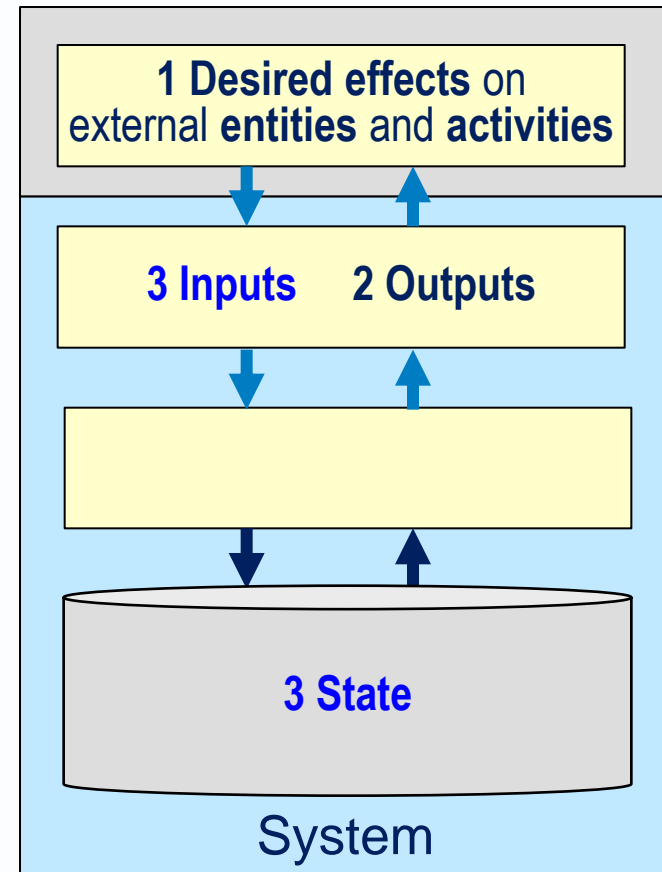 1 Desired effects on
external entities and activities
3 Inputs 2 Outputs
3 State
System